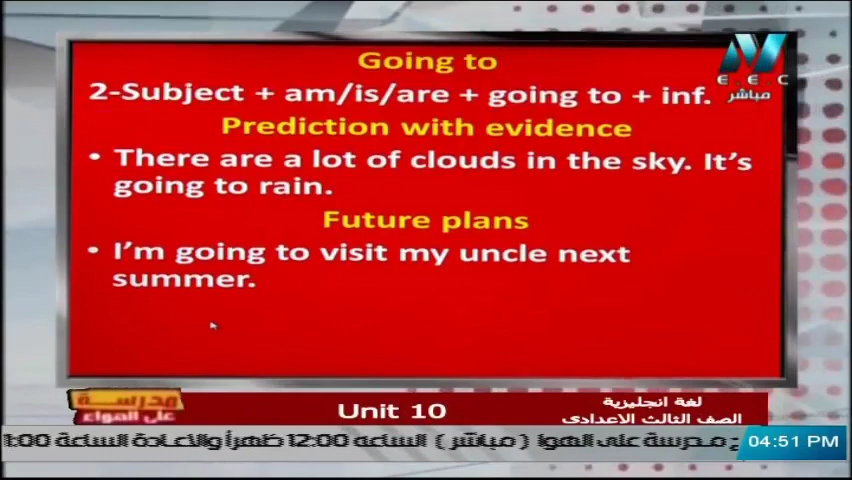 Going to
2-Subject + am/is/are + going to + inf.
Prediction with evidence
• There are a lot of clouds in the sky. It's
going to rain.
Future plans
• I'm going to visit my uncle next
summer.
E.E C
مباشر
مدرسة
على الهواء
Unit 10
لغة انجليزية
الصف الثالث الاعدادى
مدرسة على الهوا ( مباشر ) الساعه 12:00 ظهراً والاعادة الساعة 1:00
04:51 PM